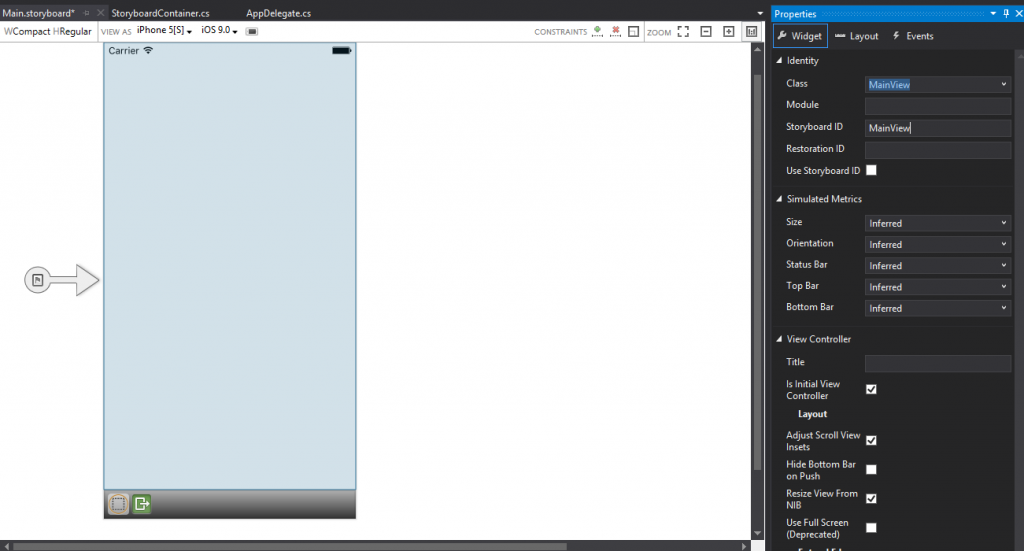 Main.storyboard* StoryboardContainer.cs AppDelegate.cs
WCompact HRegular VIEW AS iPhone 5[S] iOS 9.0 CONSTRAINTS ZOOM
Carrier
Properties
Widget Layout Events
Identity
Class MainView
Module
Storyboard ID MainView
Restoration ID
Use Storyboard ID
Simulated Metrics
Size Inferred
Orientation Inferred
Status Bar Inferred
Top Bar Inferred
Bottom Bar Inferred
View Controller
Title
Is Initial View
Controller
Layout
Adjust Scroll View
Insets
Hide Bottom Bar
on Push
Resize View From
NIB
Use Full Screen
(Deprecated)